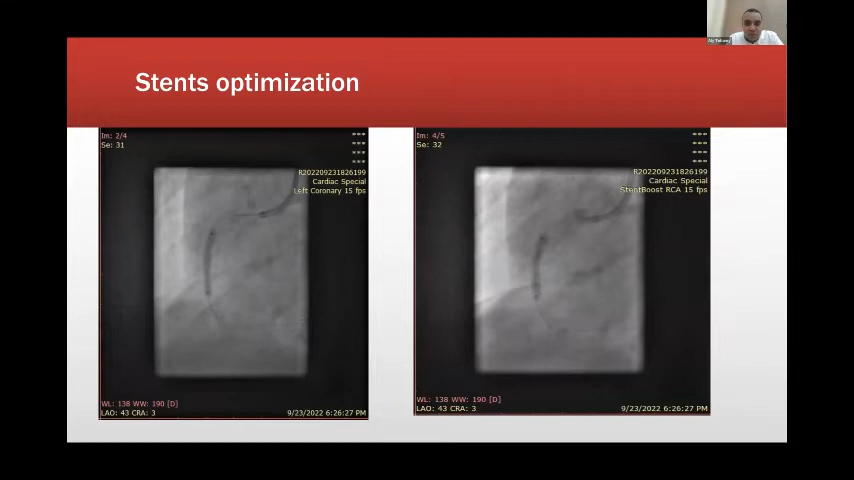 Stents optimization
Im: 2/4
Se: 31
***
***
***
***
R202209231826199
Cardiac Special
Left Coronary 15 fps
WL: 138 WW: 190 [D]
LAO: 43 CRA: 3
9/23/2022 6:26:27 PM
Im: 4/5
Se: 32
***
***
***
***
R202209231826199
Cardiac Special
StentBoost RCA 15 fps
WL: 138 WW: 190 [D]
LAO: 43 CRA: 3
9/23/2022 6:26:27 PM